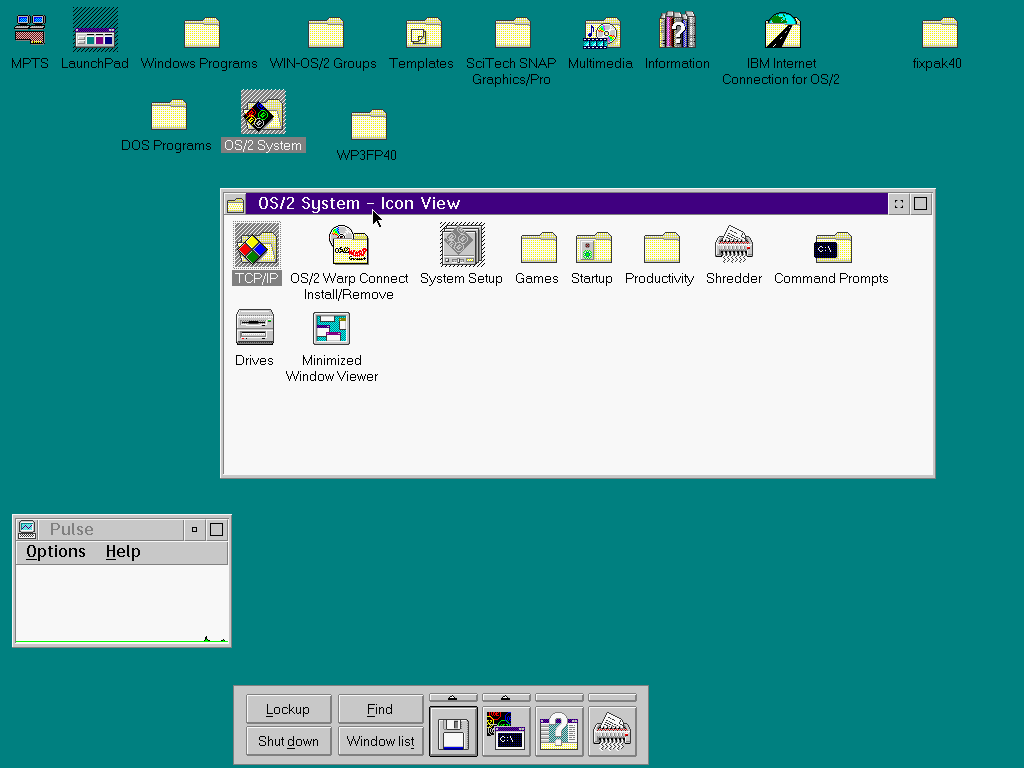 MPTS
LaunchPad
Windows Programs
WIN-OS/2 Groups
Templates
SciTech SNAP
Graphics/Pro
Multimedia
Information
IBM Internet
Connection for OS/2
fixpak40
DOS Programs
OS/2 System
WP3FP40
OS/2 System - Icon View
TCP/IP
OS/2 Warp Connect
Install/Remove
System Setup
Games
Startup
Productivity
Shredder
Command Prompts
Drives
Minimized
Window Viewer
Pulse
Options Help
Lockup
Find
Shut down
Window list
C:\